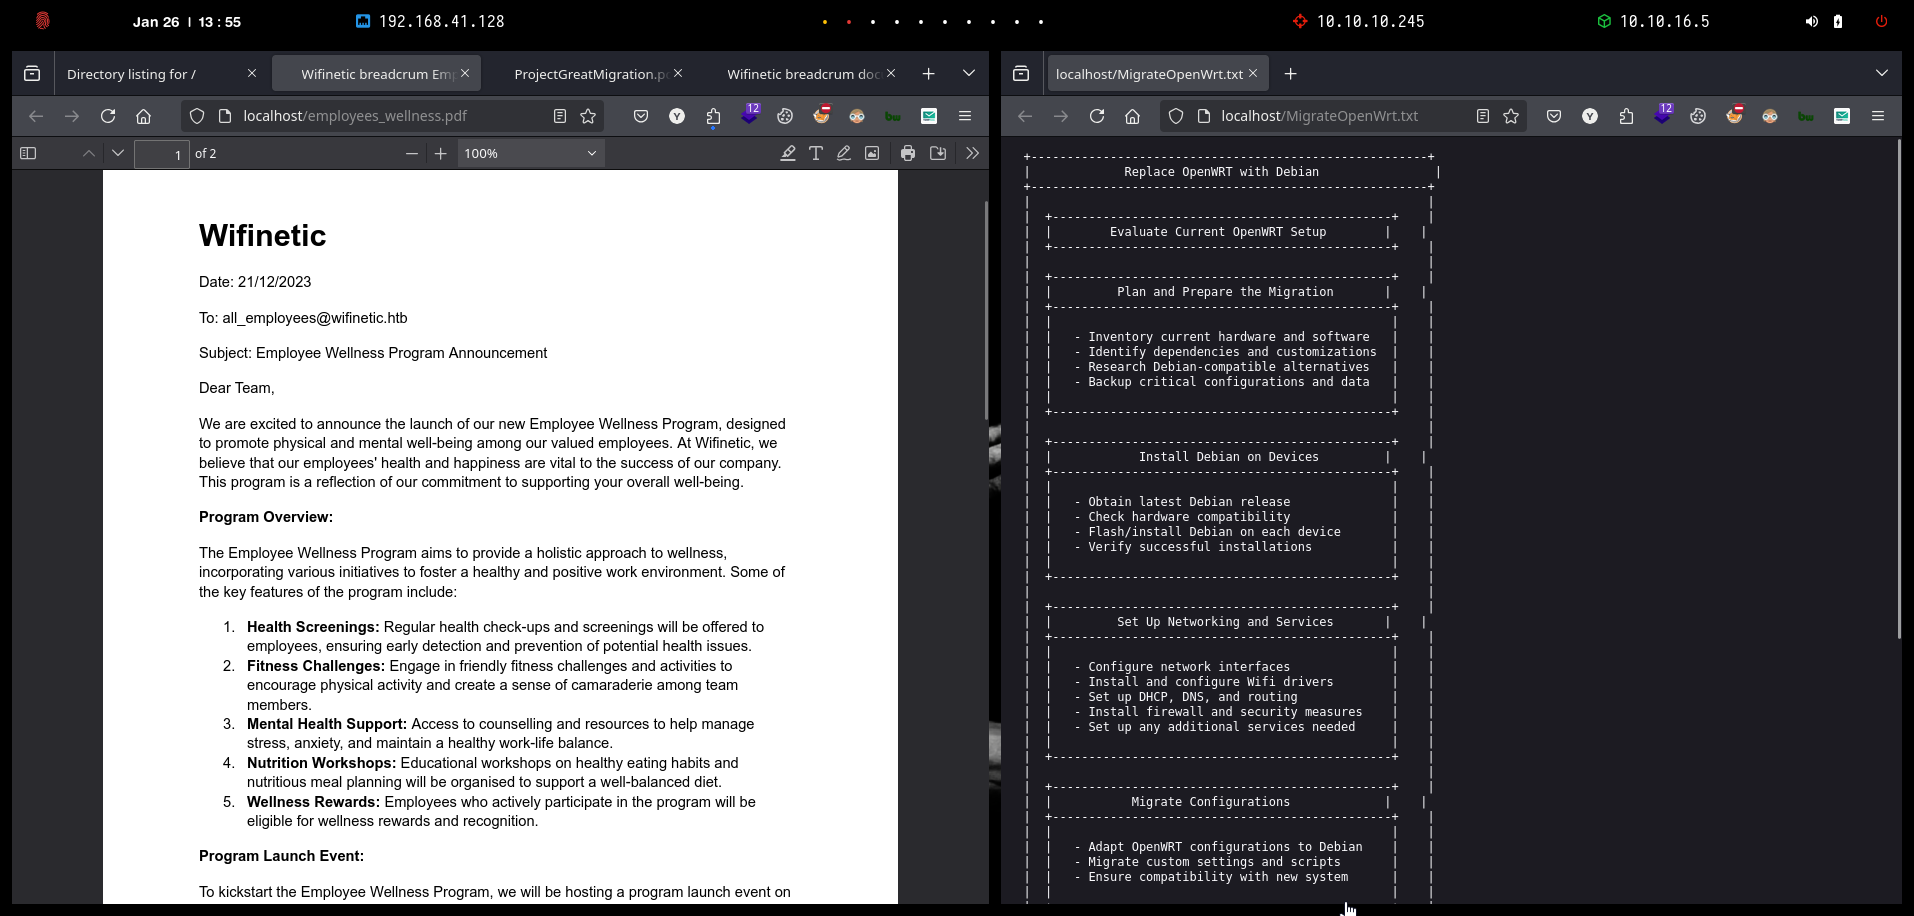 Jan 26 | 13 : 55
192.168.41.128
10.10.10.245
10.10.16.5
Directory listing for /
Wifinetic breadcrum Em
ProjectGreatMigration.p
Wifinetic breadcrum doc
localhost/employees_wellness.pdf
12
1
of 2
100%
Wifinetic
Date: 21/12/2023
To: all_employees@wifinetic.htb
Subject: Employee Wellness Program Announcement
Dear Team,
We are excited to announce the launch of our new Employee Wellness Program, designed
to promote physical and mental well-being among our valued employees. At Wifinetic, we
believe that our employees' health and happiness are vital to the success of our company.
This program is a reflection of our commitment to supporting your overall well-being.
Program Overview:
The Employee Wellness Program aims to provide a holistic approach to wellness,
incorporating various initiatives to foster a healthy and positive work environment. Some of
the key features of the program include:
1. Health Screenings: Regular health check-ups and screenings will be offered to
employees, ensuring early detection and prevention of potential health issues.
2. Fitness Challenges: Engage in friendly fitness challenges and activities to
encourage physical activity and create a sense of camaraderie among team
members.
3. Mental Health Support: Access to counselling and resources to help manage
stress, anxiety, and maintain a healthy work-life balance.
4. Nutrition Workshops: Educational workshops on healthy eating habits and
nutritious meal planning will be organised to support a well-balanced diet.
5. Wellness Rewards: Employees who actively participate in the program will be
eligible for wellness rewards and recognition.
Program Launch Event:
To kickstart the Employee Wellness Program, we will be hosting a program launch event on
localhost/MigrateOpenWrt.txt
localhost/MigrateOpenWrt.txt
12
Replace OpenWRT with Debian
Evaluate Current OpenWRT Setup
Plan and Prepare the Migration
- Inventory current hardware and software
- Identify dependencies and customizations
- Research Debian-compatible alternatives
- Backup critical configurations and data
Install Debian on Devices
- Obtain latest Debian release
- Check hardware compatibility
- Flash/install Debian on each device
- Verify successful installations
Set Up Networking and Services
- Configure network interfaces
- Install and configure Wifi drivers
- Set up DHCP, DNS, and routing
- Install firewall and security measures
- Set up any additional services needed
Migrate Configurations
- Adapt OpenWRT configurations to Debian
- Migrate custom settings and scripts
- Ensure compatibility with new system